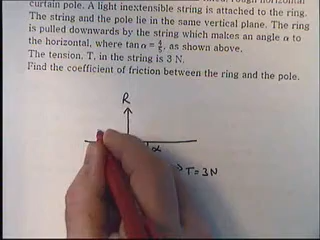 horizontal
curtain pole. A light inextensible string is attached to the ring.
The string and the pole lie in the same vertical plane. The ring
is pulled downwards by the string which makes an angle α to
the horizontal, where tan α = , as shown above.
The tension, T, in the string is 3 N.
Find the coefficient of friction between the ring and the pole.
R
α
T = 3N